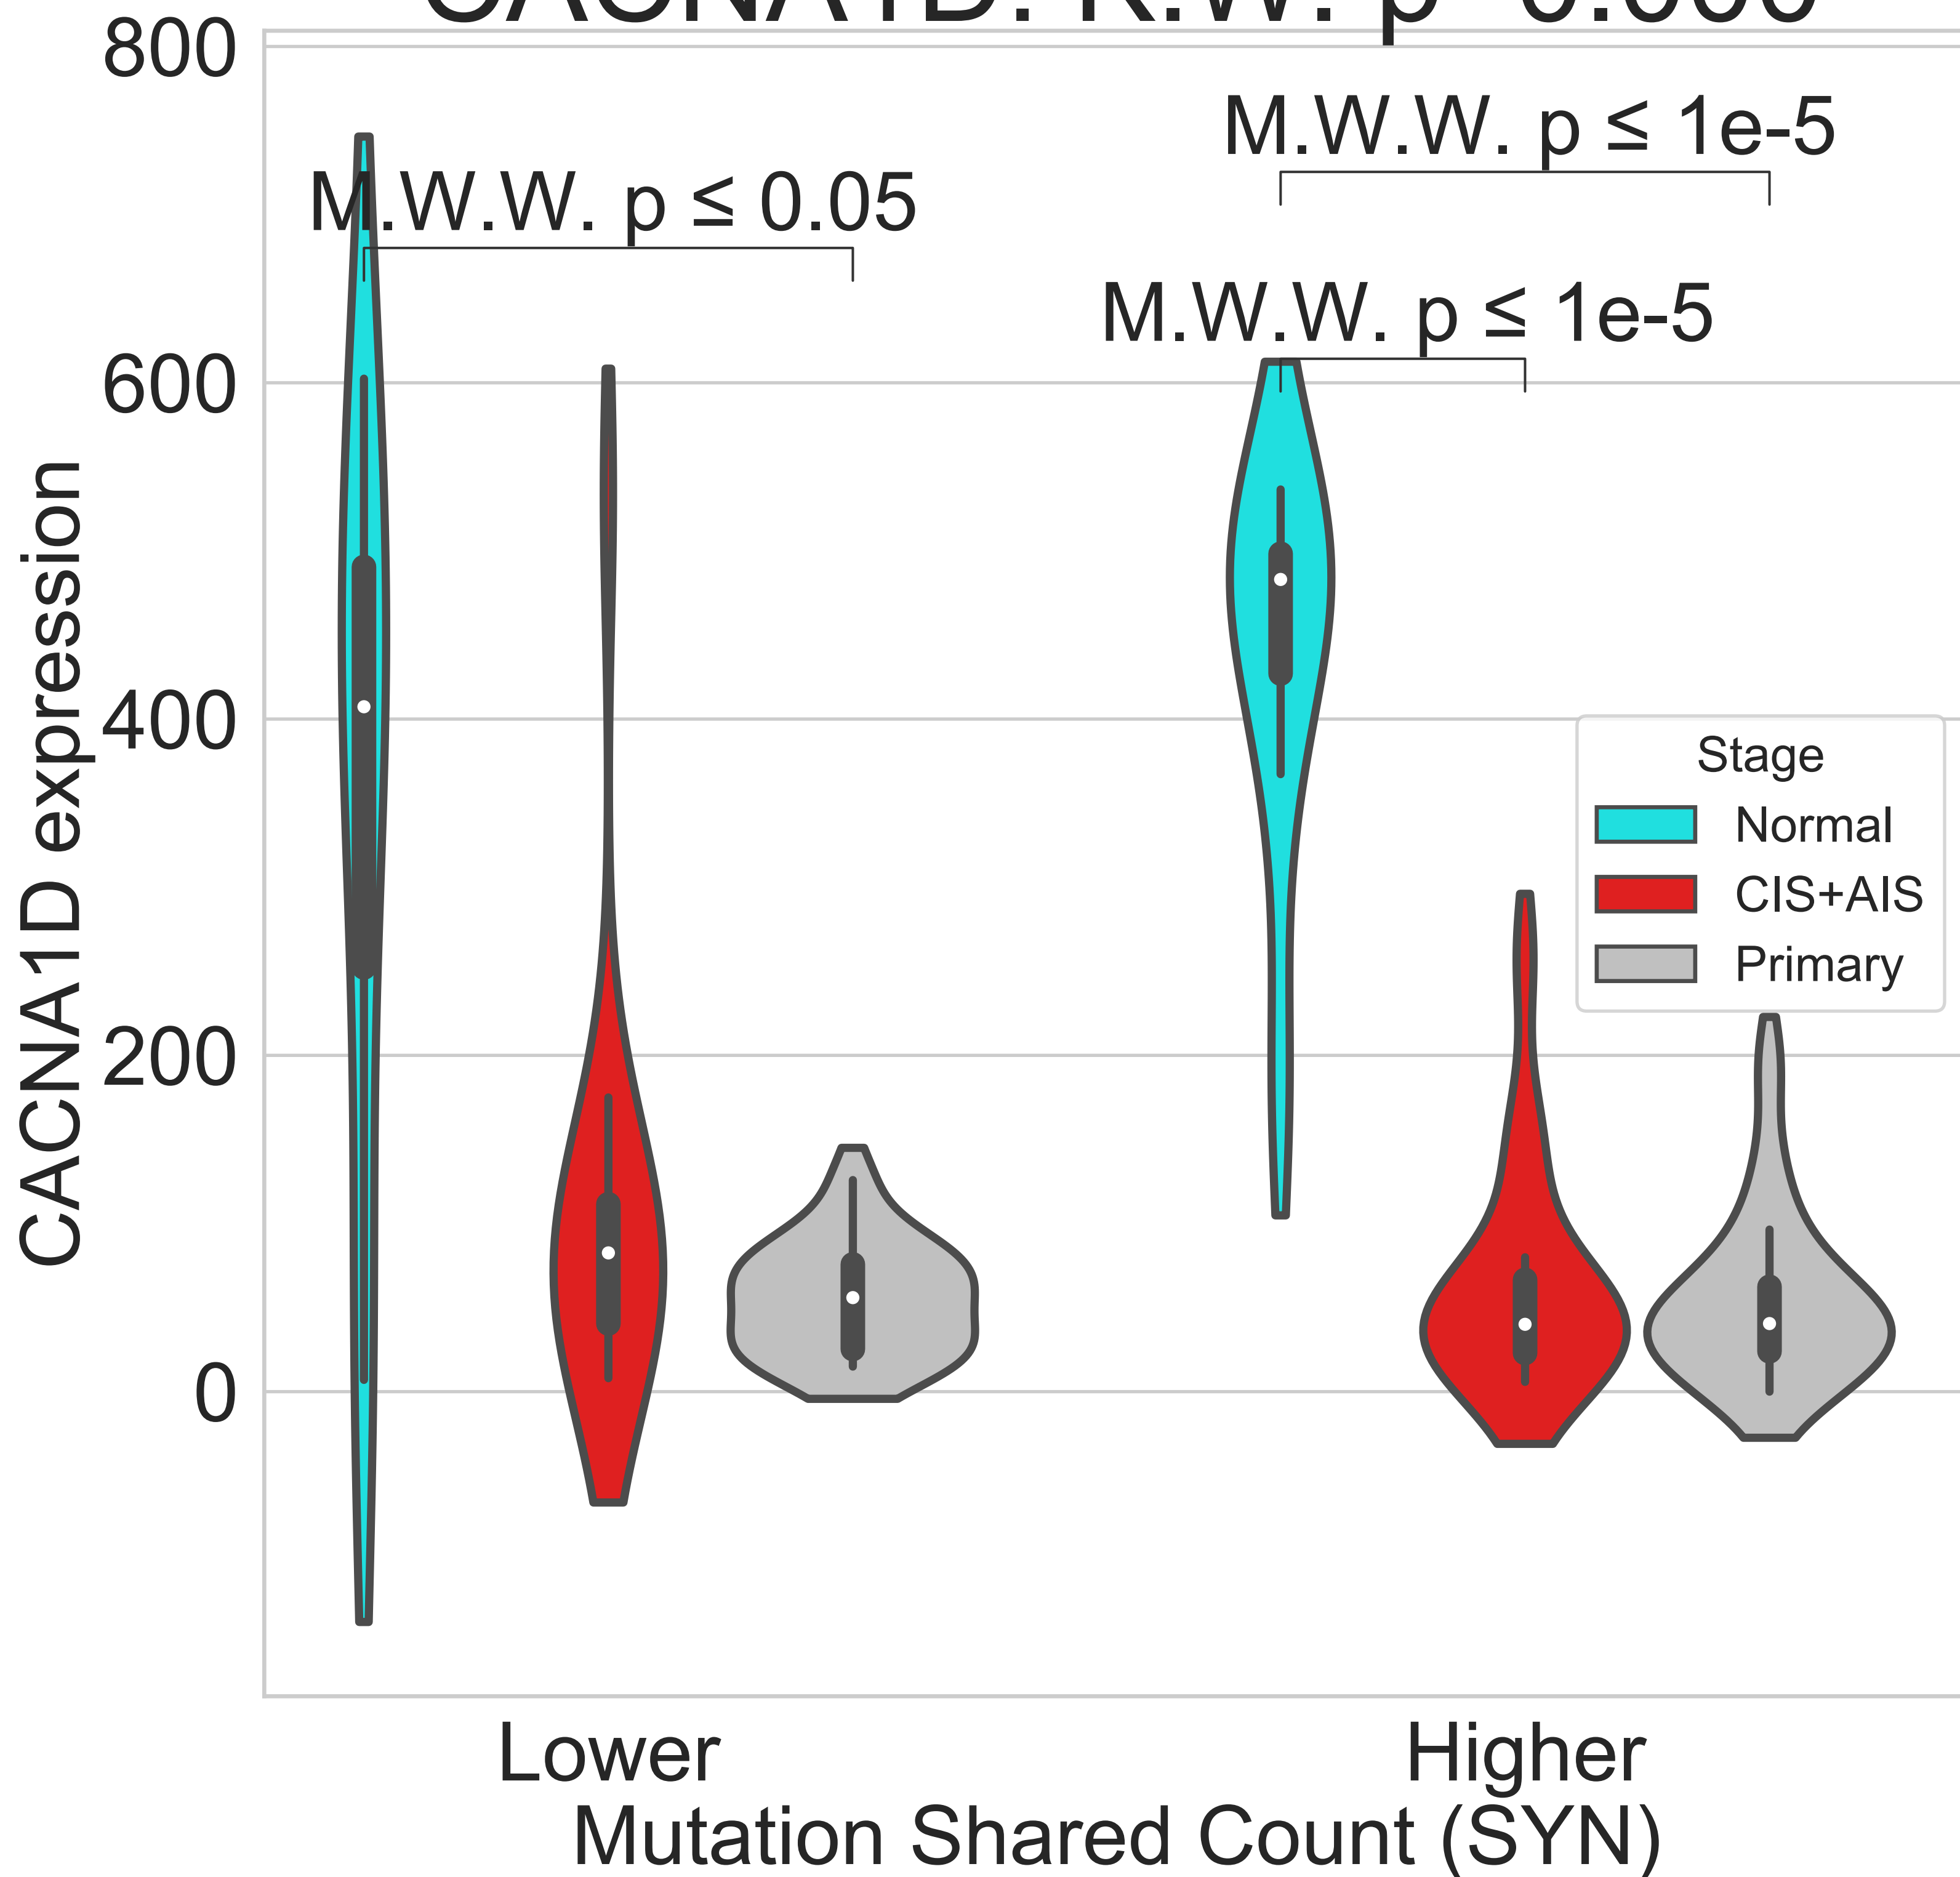 800
M.W.W. p ≤ 1e-5
M.W.W. p ≤ 0.05
M.W.W. p ≤ 1e-5
600
400
200
0
CACNA1D expression
Stage
Normal
CIS+AIS
Primary
Lower
Higher
Mutation Shared Count (SYN)